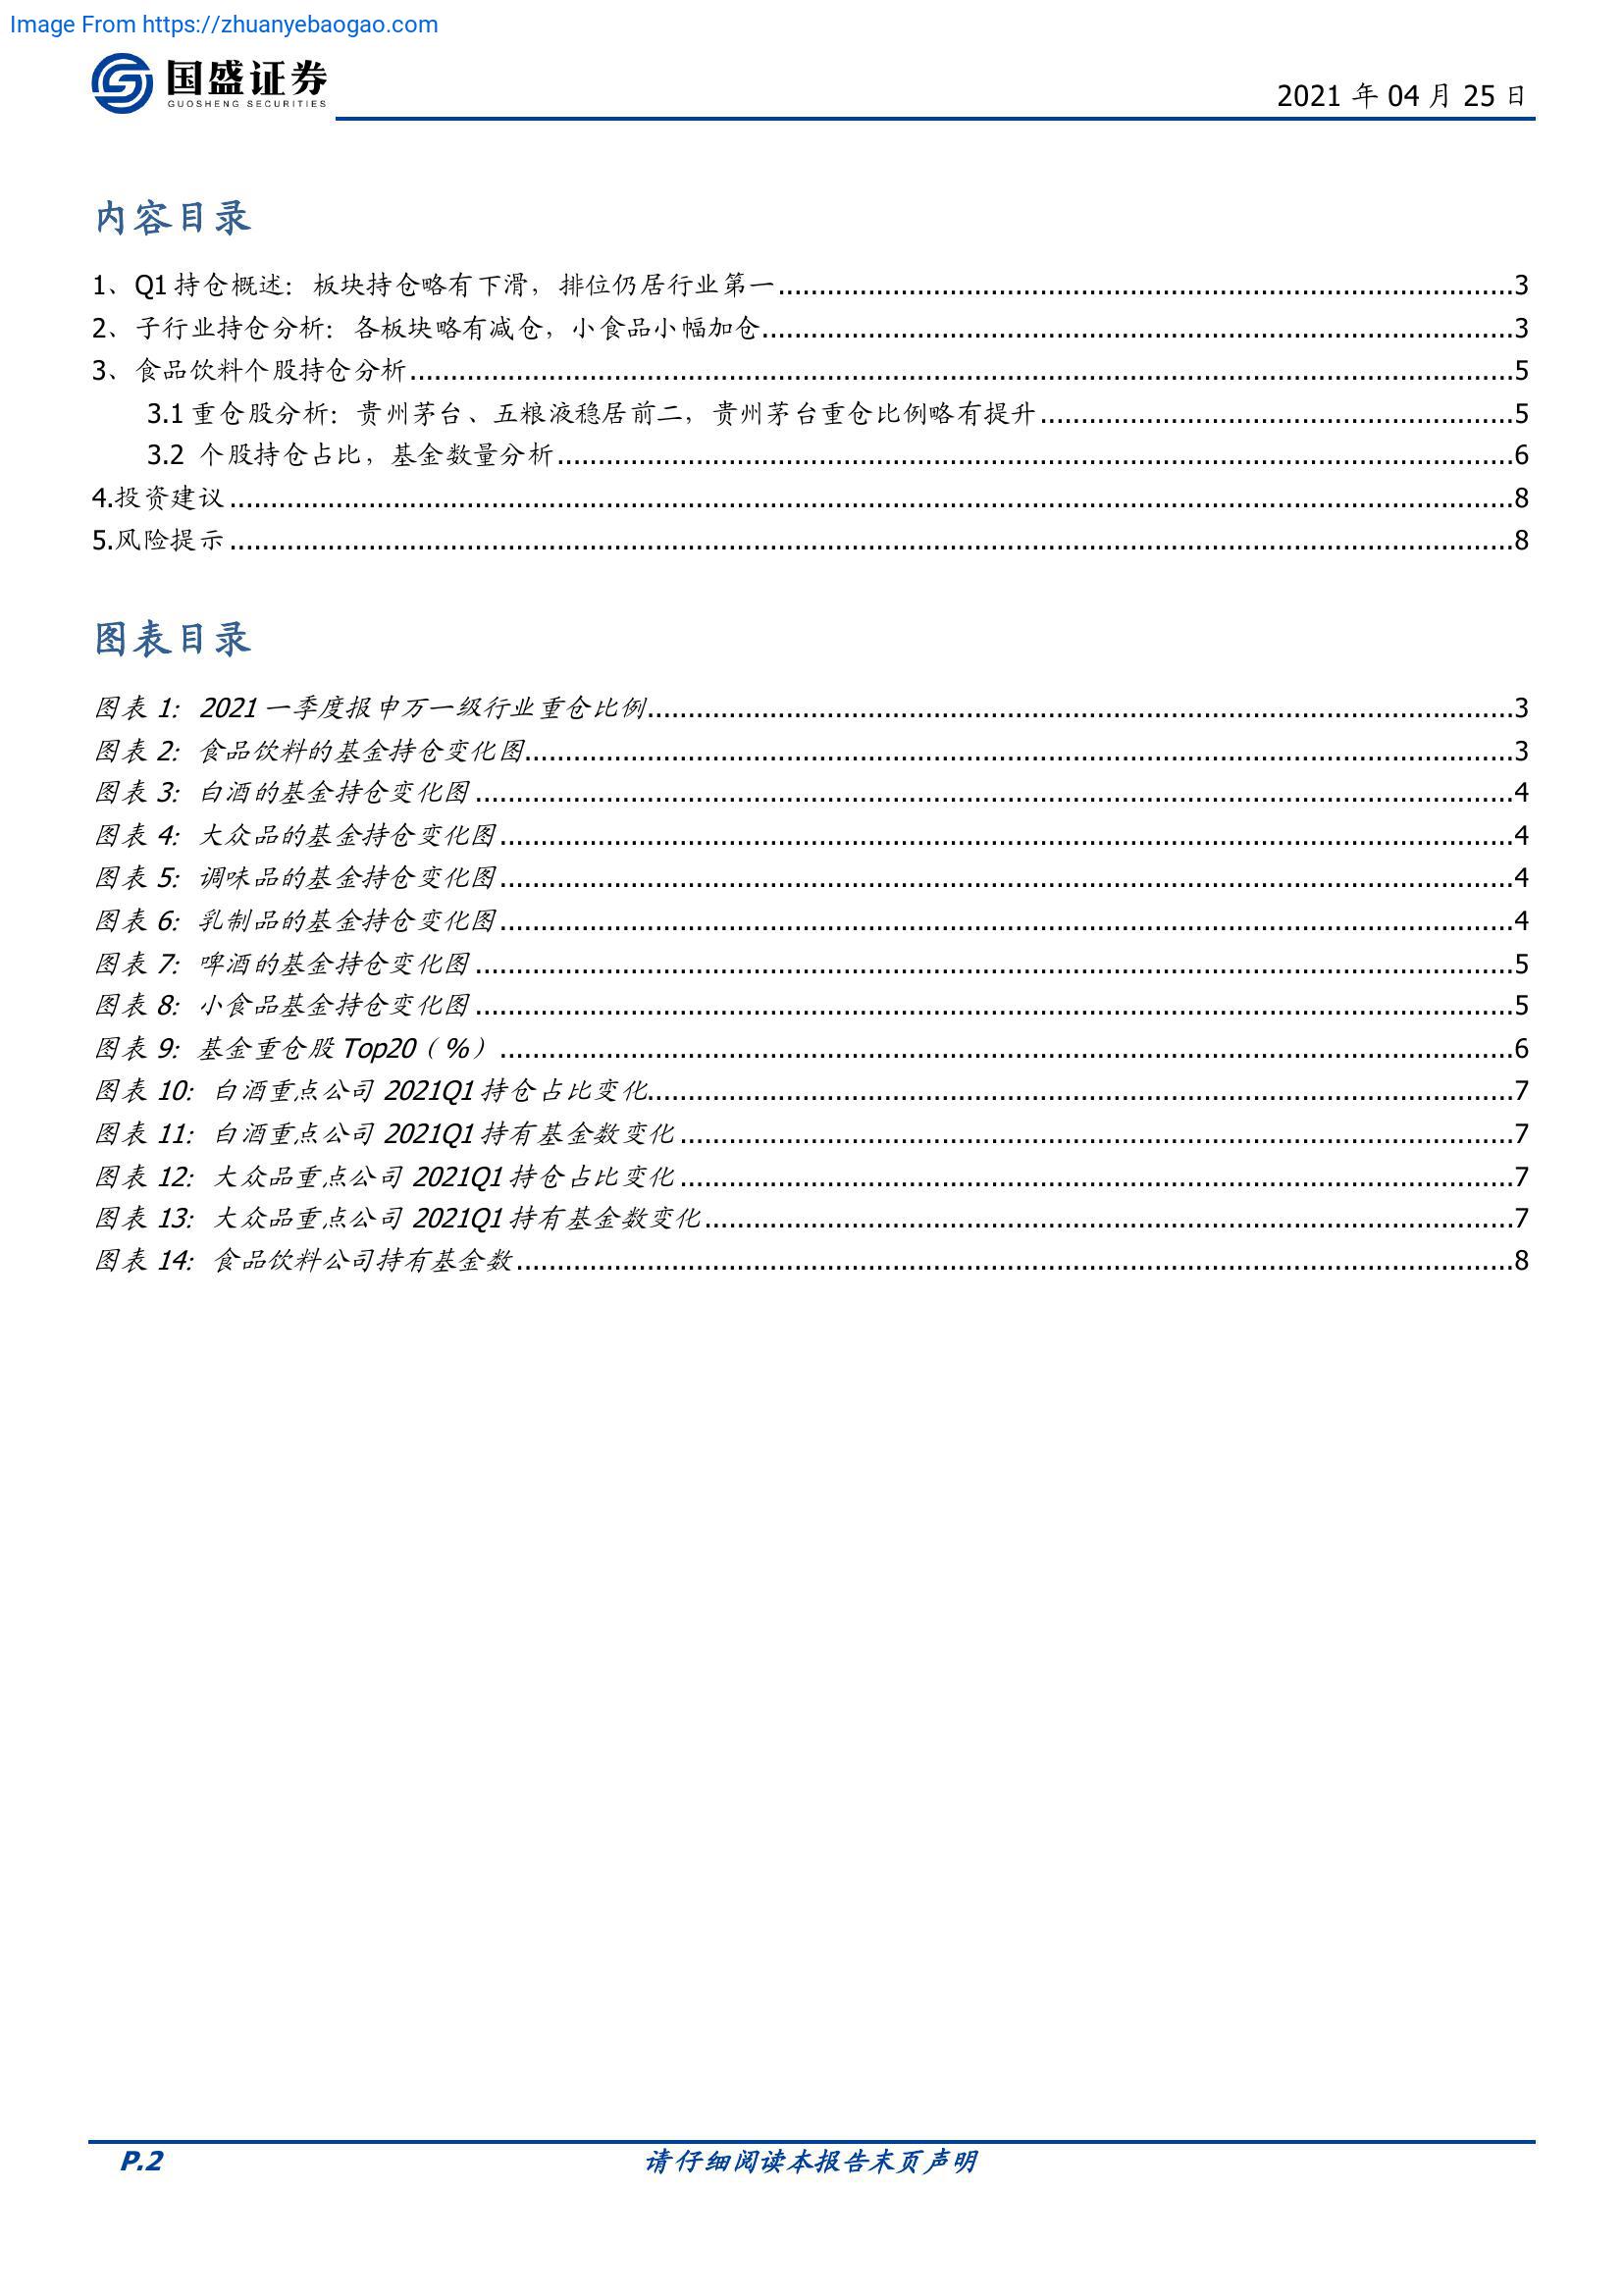 Image From https://zhuanyebaogao.com
国盛证券
GUOSHENG SECURITIES
2021 年 04 月 25 日
内容目录
1、Q1 持仓概述：板块持仓略有下滑，排位仍居行业第一........................3
2、子行业持仓分析：各板块略有减仓，小食品小幅加仓........................3
3、食品饮料个股持仓分析........................5
3.1 重仓股分析：贵州茅台、五粮液稳居前二，贵州茅台重仓比例略有提升........................5
3.2 个股持仓占比，基金数量分析........................6
4.投资建议........................8
5.风险提示........................8
图表目录
图表 1：2021 一季度报申万一级行业重仓比例........................3
图表 2：食品饮料的基金持仓变化图........................3
图表 3：白酒的基金持仓变化图........................4
图表 4：大众品的基金持仓变化图........................4
图表 5：调味品的基金持仓变化图........................4
图表 6：乳制品的基金持仓变化图........................4
图表 7：啤酒的基金持仓变化图........................5
图表 8：小食品基金持仓变化图........................5
图表 9：基金重仓股 Top20（%）........................6
图表 10：白酒重点公司 2021Q1 持仓占比变化........................7
图表 11：白酒重点公司 2021Q1 持有基金数变化........................7
图表 12：大众品重点公司 2021Q1 持仓占比变化........................7
图表 13：大众品重点公司 2021Q1 持有基金数变化........................7
图表 14：食品饮料公司持有基金数........................8
P.2
请仔细阅读本报告末页声明